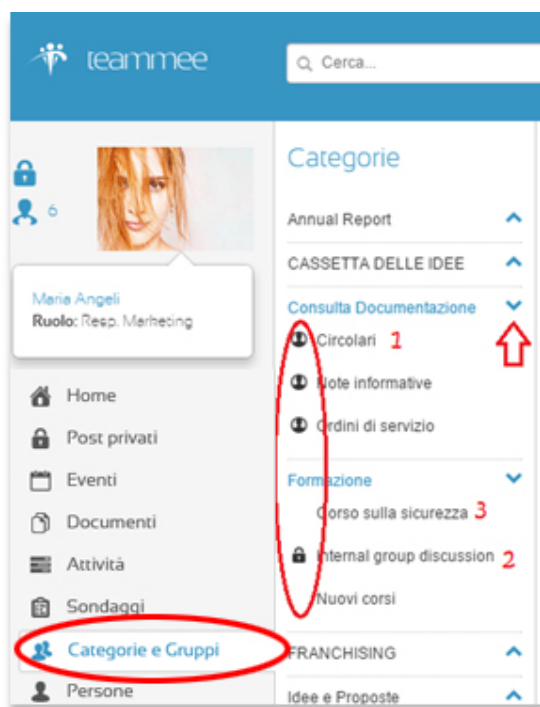 teammee
Cerca...
6
Maria Angeli
Ruolo: Resp. Marketing
Home
Post privati
Eventi
Documenti
Attività
Sondaggi
Categorie e Gruppi
Persone
Categorie
Annual Report
CASSETTA DELLE IDEE
Consulta Documentazione
Circolari 1
Note informative
Ordini di servizio
Formazione
Corso sulla sicurezza 3
Internal group discussion 2
Nuovi corsi
FRANCHISING
Idee e Proposte